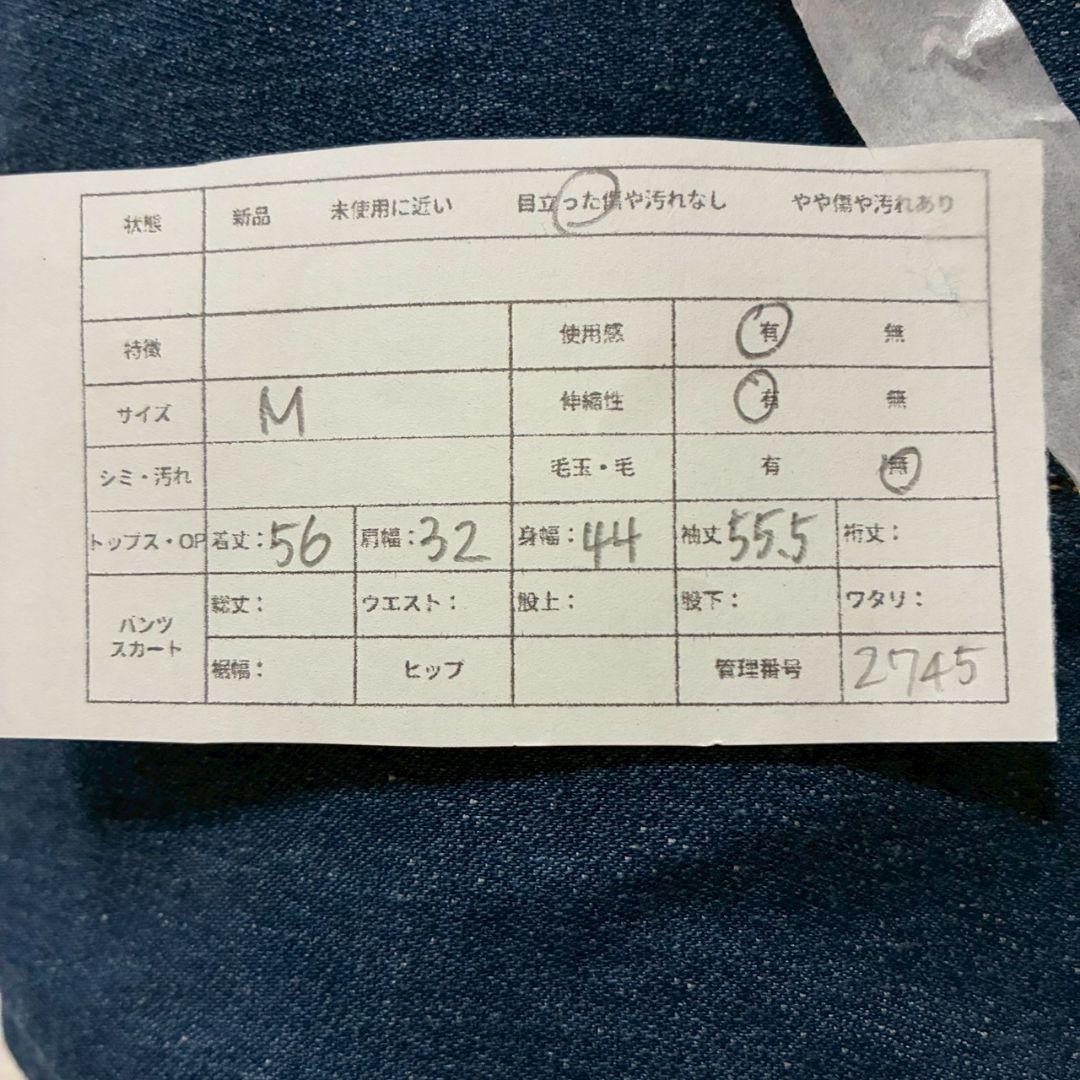 状態 新品 未使用に近い 目立った傷や汚れなし やや傷や汚れあり
特徴 使用感 有 無
サイズ M 伸縮性 有 無
シミ・汚れ 毛玉・毛 有 無
トップス・OP 着丈：56 肩幅：32 身幅：44 袖丈 55.5 裄丈：
パンツ スカート 総丈： ウエスト： 股上： 股下： ワタリ：
裾幅： ヒップ 管理番号 2745